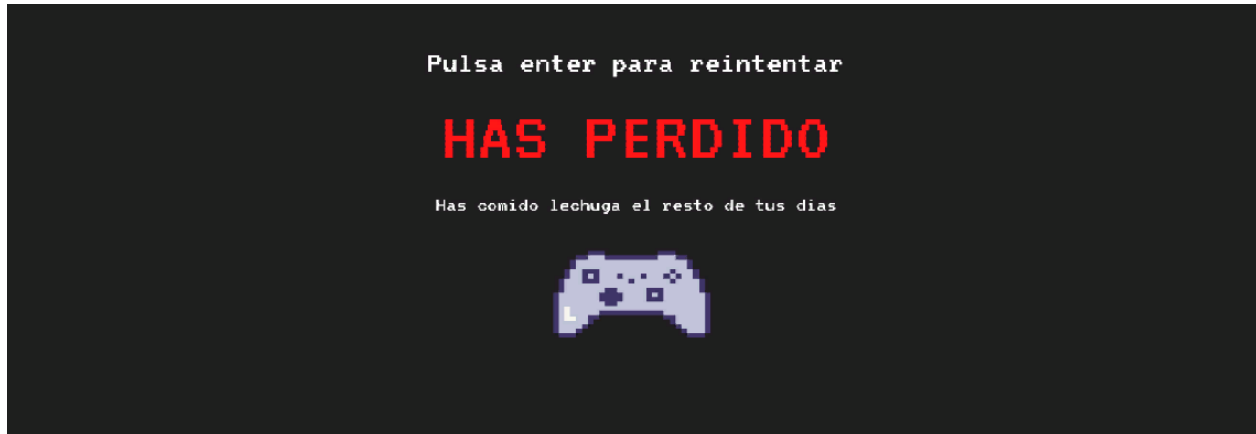 Pulsa enter para reintentar
HAS PERDIDO
Has comido lechuga el resto de tus dias